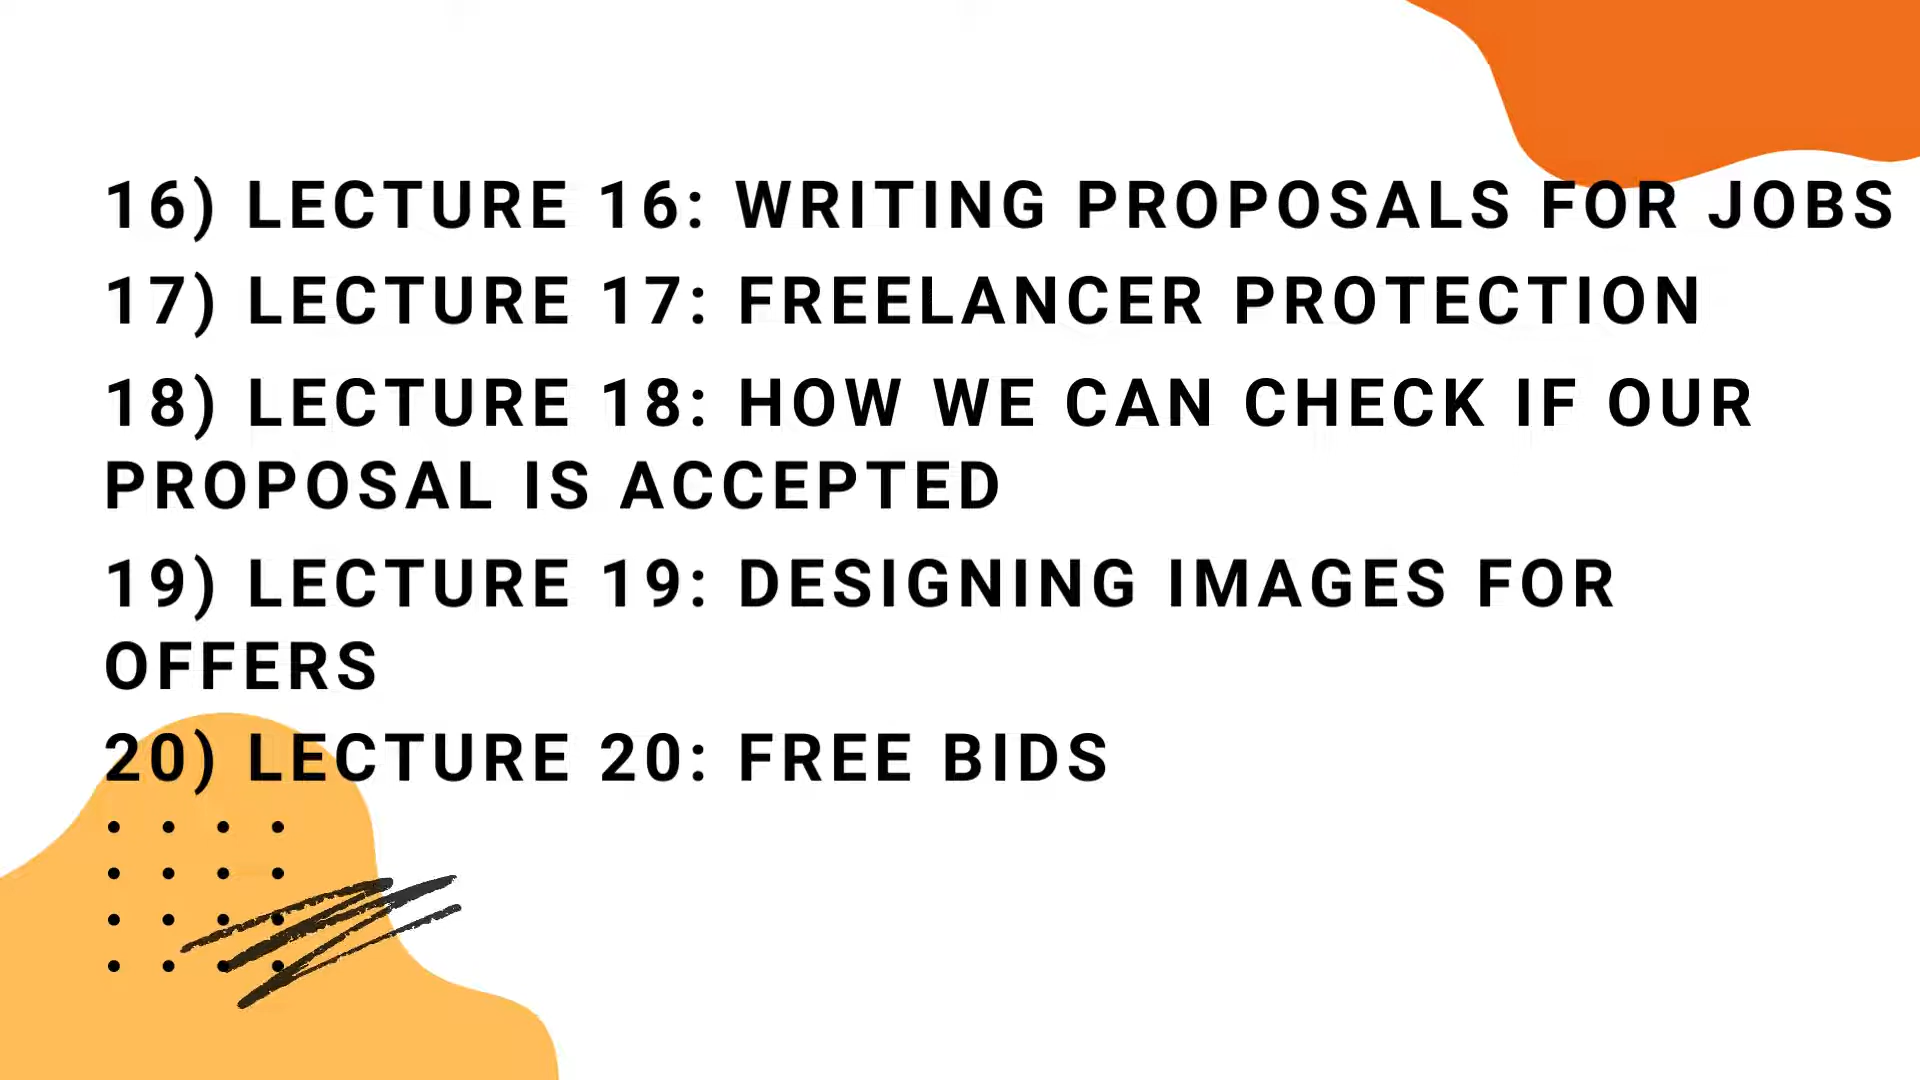 16) LECTURE 16: WRITING PROPOSALS FOR JOBS
17) LECTURE 17: FREELANCER PROTECTION
18) LECTURE 18: HOW WE CAN CHECK IF OUR
PROPOSAL IS ACCEPTED
19) LECTURE 19: DESIGNING IMAGES FOR
OFFERS
20) LECTURE 20: FREE BIDS